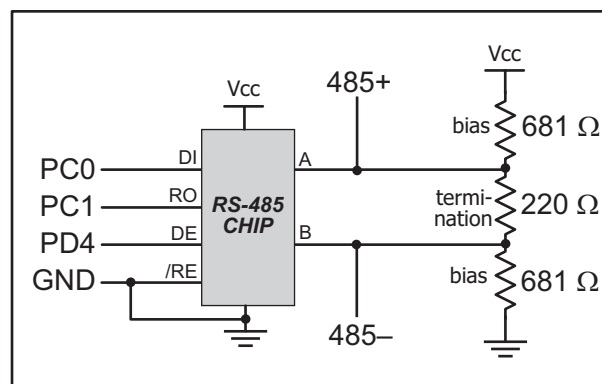 Vcc
485+
Vcc
bias
681 Ω
PC0
DI
A
PC1
RO
RS-485
CHIP
termi-
nation
220 Ω
PD4
DE
B
GND
/RE
bias
681 Ω
485–